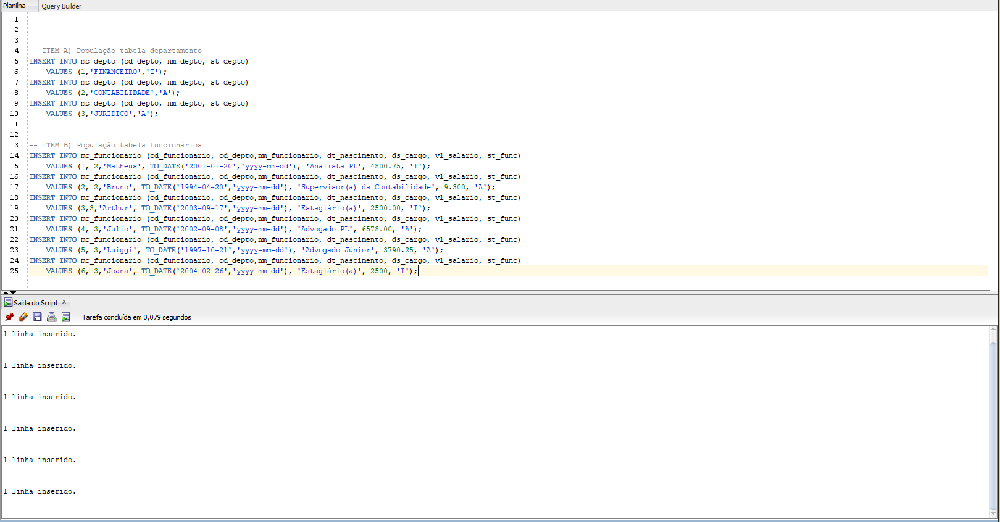 Planilha Query Builder
1
2
3
4 -- ITEM A) População tabela departamento
5 INSERT INTO mc_depto (cd_depto, nm_depto, st_depto)
6 VALUES (1,'FINANCEIRO','I');
7 INSERT INTO mc_depto (cd_depto, nm_depto, st_depto)
8 VALUES (2,'CONTABILIDADE','A');
9 INSERT INTO mc_depto (cd_depto, nm_depto, st_depto)
10 VALUES (3,'JURIDICO','A');
11
12
13 -- ITEM B) População tabela funcionários
14 INSERT INTO mc_funcionario (cd_funcionario, cd_depto,nm_funcionario, dt_nascimento, ds_cargo, vl_salario, st_func)
15 VALUES (1, 2,'Matheus', TO_DATE('2001-01-20','yyyy-mm-dd'), 'Analista PL', 4800.75, 'I');
16 INSERT INTO mc_funcionario (cd_funcionario, cd_depto,nm_funcionario, dt_nascimento, ds_cargo, vl_salario, st_func)
17 VALUES (2, 2,'Bruno', TO_DATE('1994-04-20','yyyy-mm-dd'), 'Supervisor(a) da Contabilidade', 9.300, 'A');
18 INSERT INTO mc_funcionario (cd_funcionario, cd_depto,nm_funcionario, dt_nascimento, ds_cargo, vl_salario, st_func)
19 VALUES (3,3,'Arthur', TO_DATE('2003-09-17','yyyy-mm-dd'), 'Estagiário(a)', 2500.00, 'I');
20 INSERT INTO mc_funcionario (cd_funcionario, cd_depto,nm_funcionario, dt_nascimento, ds_cargo, vl_salario, st_func)
21 VALUES (4, 3,'Julio', TO_DATE('2002-09-08','yyyy-mm-dd'), 'Advogado PL', 6578.00, 'A');
22 INSERT INTO mc_funcionario (cd_funcionario, cd_depto,nm_funcionario, dt_nascimento, ds_cargo, vl_salario, st_func)
23 VALUES (5, 3,'Luiggi', TO_DATE('1997-10-21','yyyy-mm-dd'), 'Advogado Júnior', 3790.25, 'A');
24 INSERT INTO mc_funcionario (cd_funcionario, cd_depto,nm_funcionario, dt_nascimento, ds_cargo, vl_salario, st_func)
25 VALUES (6, 3,'Joana', TO_DATE('2004-02-26','yyyy-mm-dd'), 'Estagiário(a)', 2500, 'I');
Saída do Script x
Tarefa concluída em 0,079 segundos
1 linha inserido.
1 linha inserido.
1 linha inserido.
1 linha inserido.
1 linha inserido.
1 linha inserido.